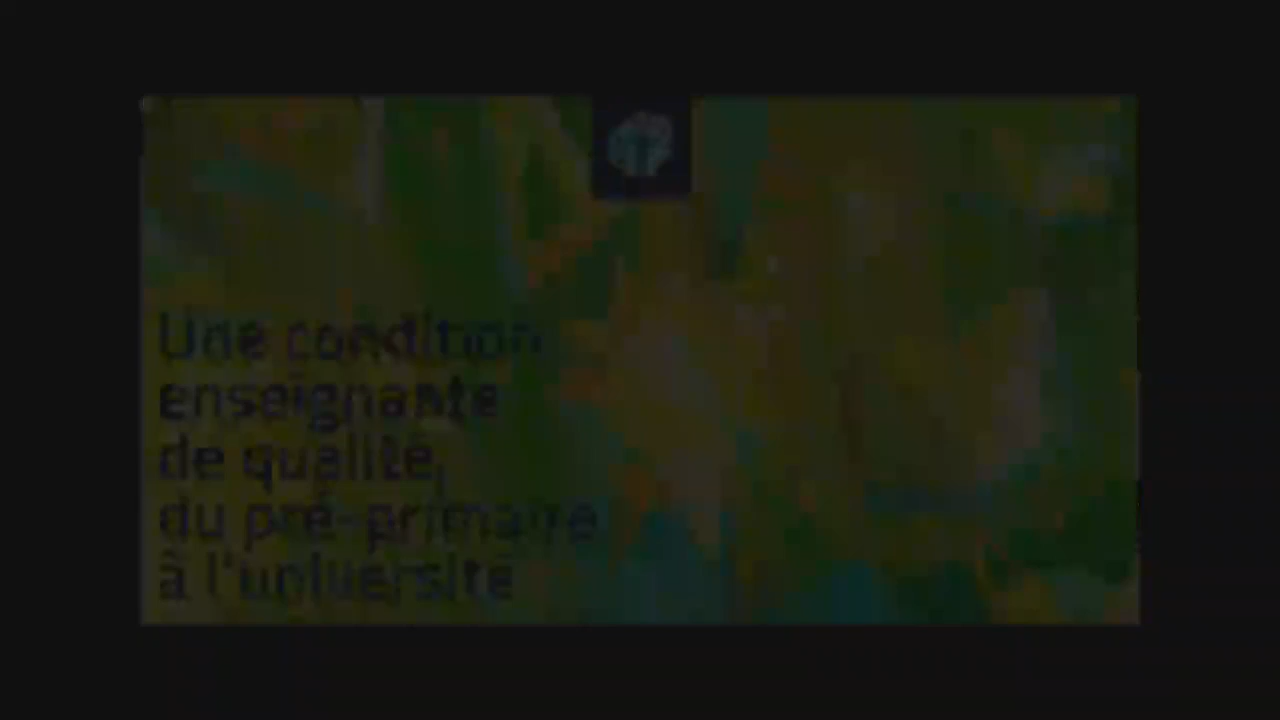 Une condition
enseignante
de qualité,
du pré-primaire
à l'université